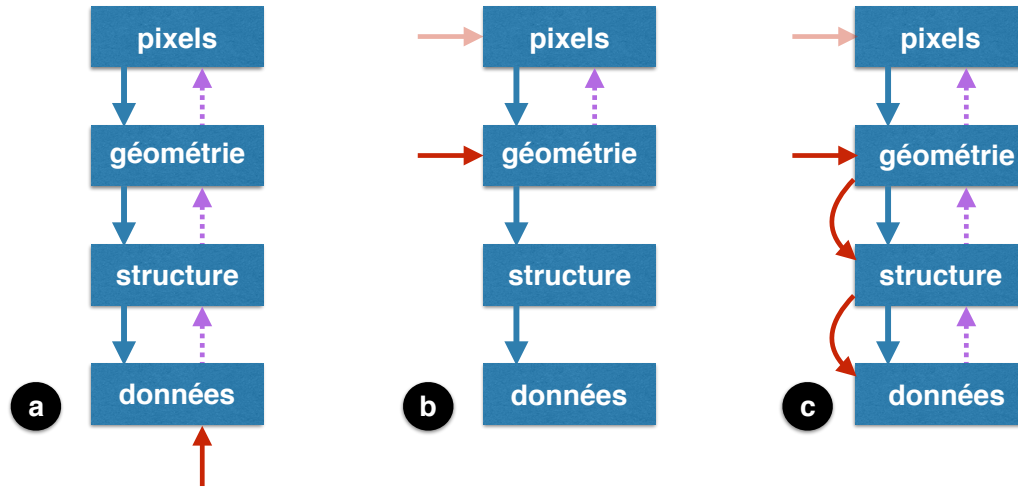 pixels
géométrie
structure
données
a
pixels
géométrie
structure
données
b
pixels
géométrie
structure
données
c